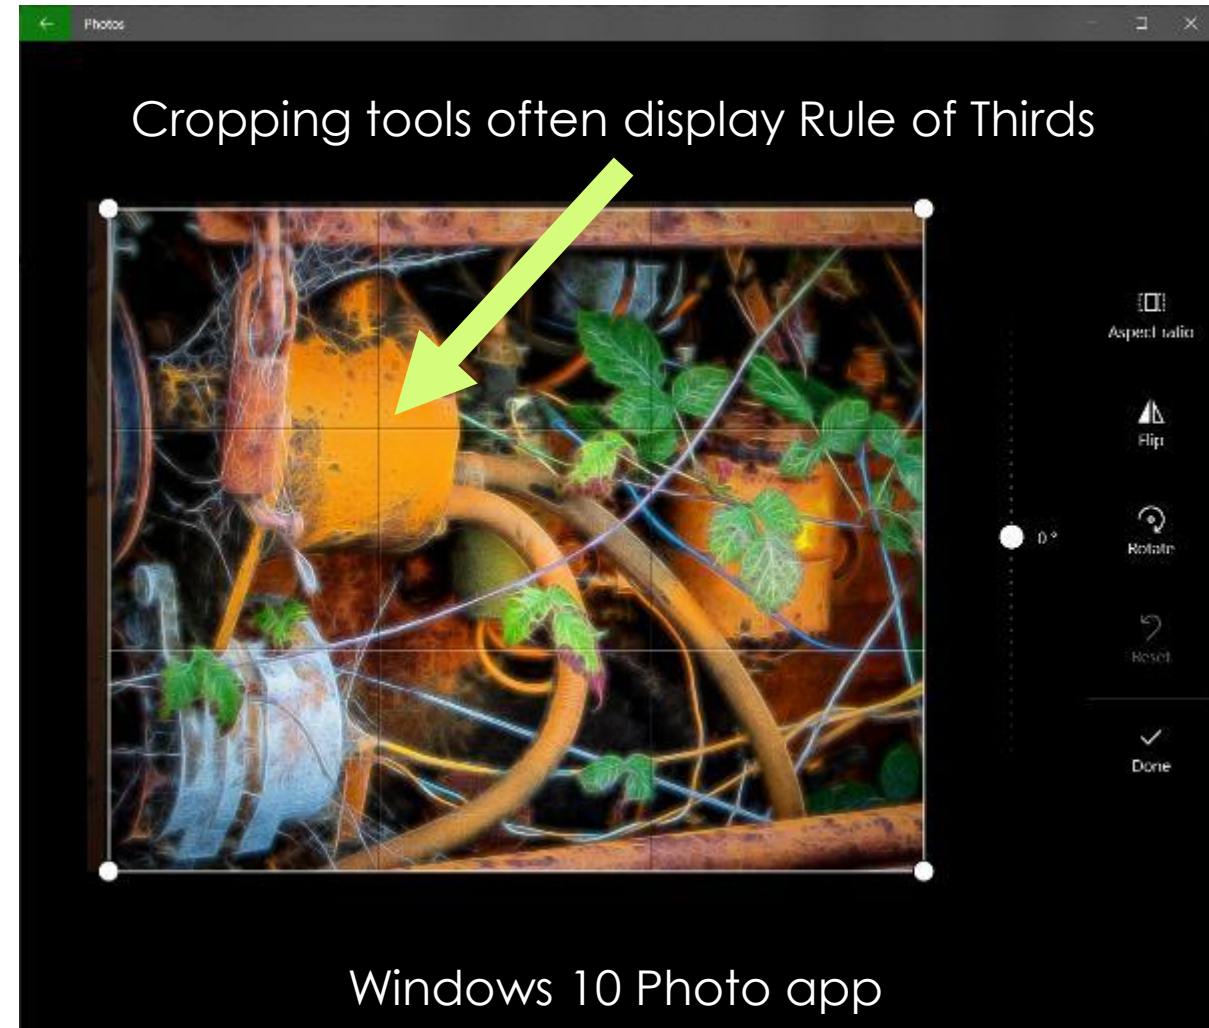 Photos
Cropping tools often display Rule of Thirds
Aspect ratio
Flip
0°
Rotate
Reset
Done
Windows 10 Photo app